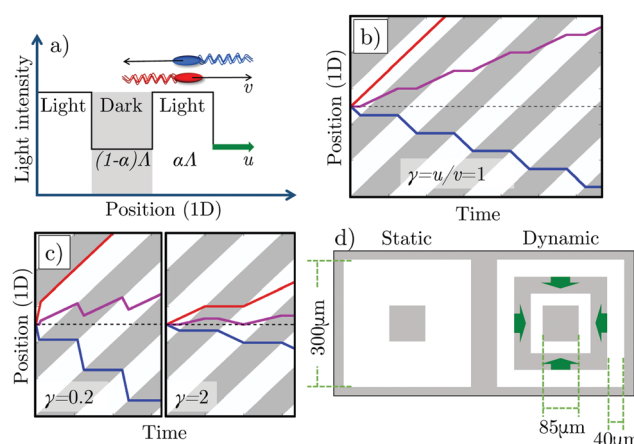 a)
v
Light intensity
Light Dark Light
(1-α)Λ αΛ u
Position (1D)
b)
Position (1D)
γ=u/v=1
Time
c)
Position (1D)
γ=0.2
γ=2
Time
d) Static Dynamic
300μm
85μm
40μm